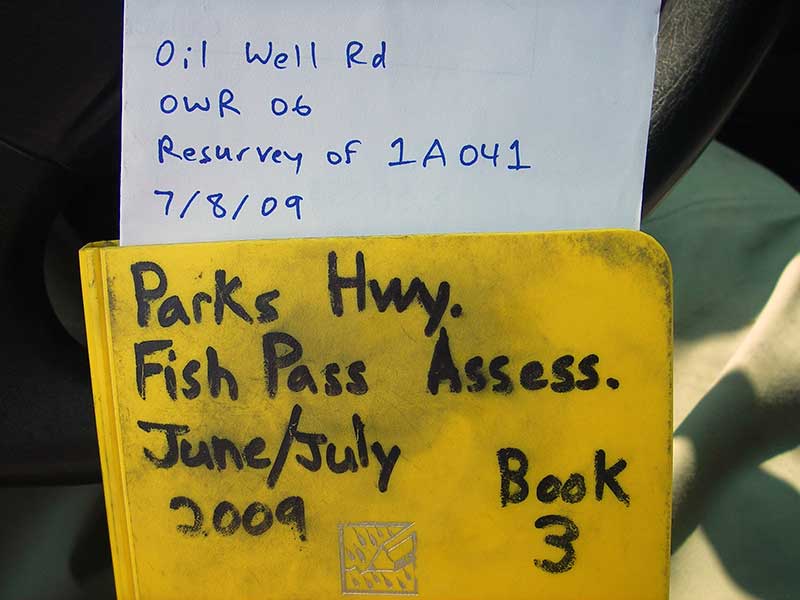 Oil Well Rd
OWR 06
Resurvey of 1A041
7/8/09
Parks Hwy.
Fish Pass Assess.
June/July
2009
Book
3